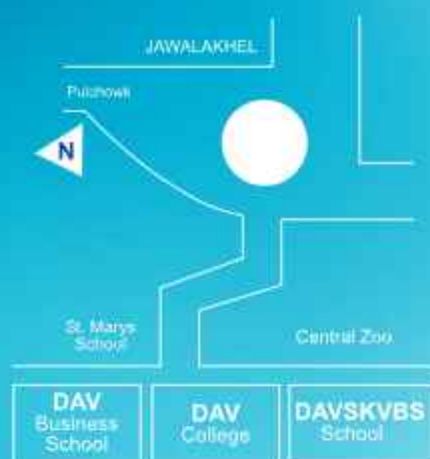 JAWALAKHEL
Pulchowk
N
St. Marys
School
Central Zoo
DAV
Business
School
DAV
College
DAVSKVBS
School